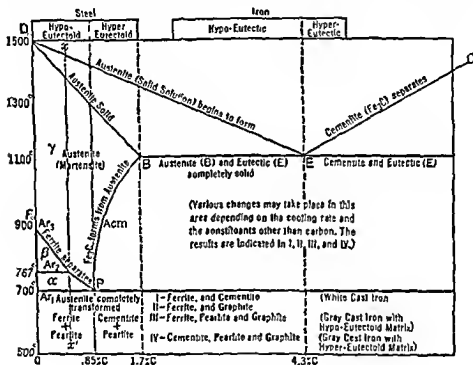 Steel
Iron
Hypo-
Eutectoid
Hyper
Eutectoid
Hypo-Eutectic
Hyper-
Eutectic
D
1500
x
Austenite (Solid Solution) begins to form
Austenite Solid
Cementite (Fe3C) separates
C
1300
γ
Austenite
(Martensite)
1100
B
Austenite (B) and Eutectic (E)
completely solid
E
Cementite and Eutectic (E)
(Various changes may take place in this
area depending on the cooling rate and
the constituents other than carbon. The
results are indicated in I, II, III, and IV.)
Fe3C forms from Austenite
Acm
F
900
Ar3
Ferrite separates
β
767
Ar2
α
P
700
Ar1 Austenite completely
transformed
Ferrite
+
Pearlite
x'
Cementite
+
Pearlite
I-Ferrite, and Cementite
II-Ferrite, and Graphite
III-Ferrite, Pearlite and Graphite
IV-Cementite, Pearlite and Graphite
(White Cast Iron
(Gray Cast Iron with
Hypo-Eutectoid Matrix)
(Gray Cast Iron with
Hyper-Eutectoid Matrix)
500
0
.85%C
1.7%C
4.3%C